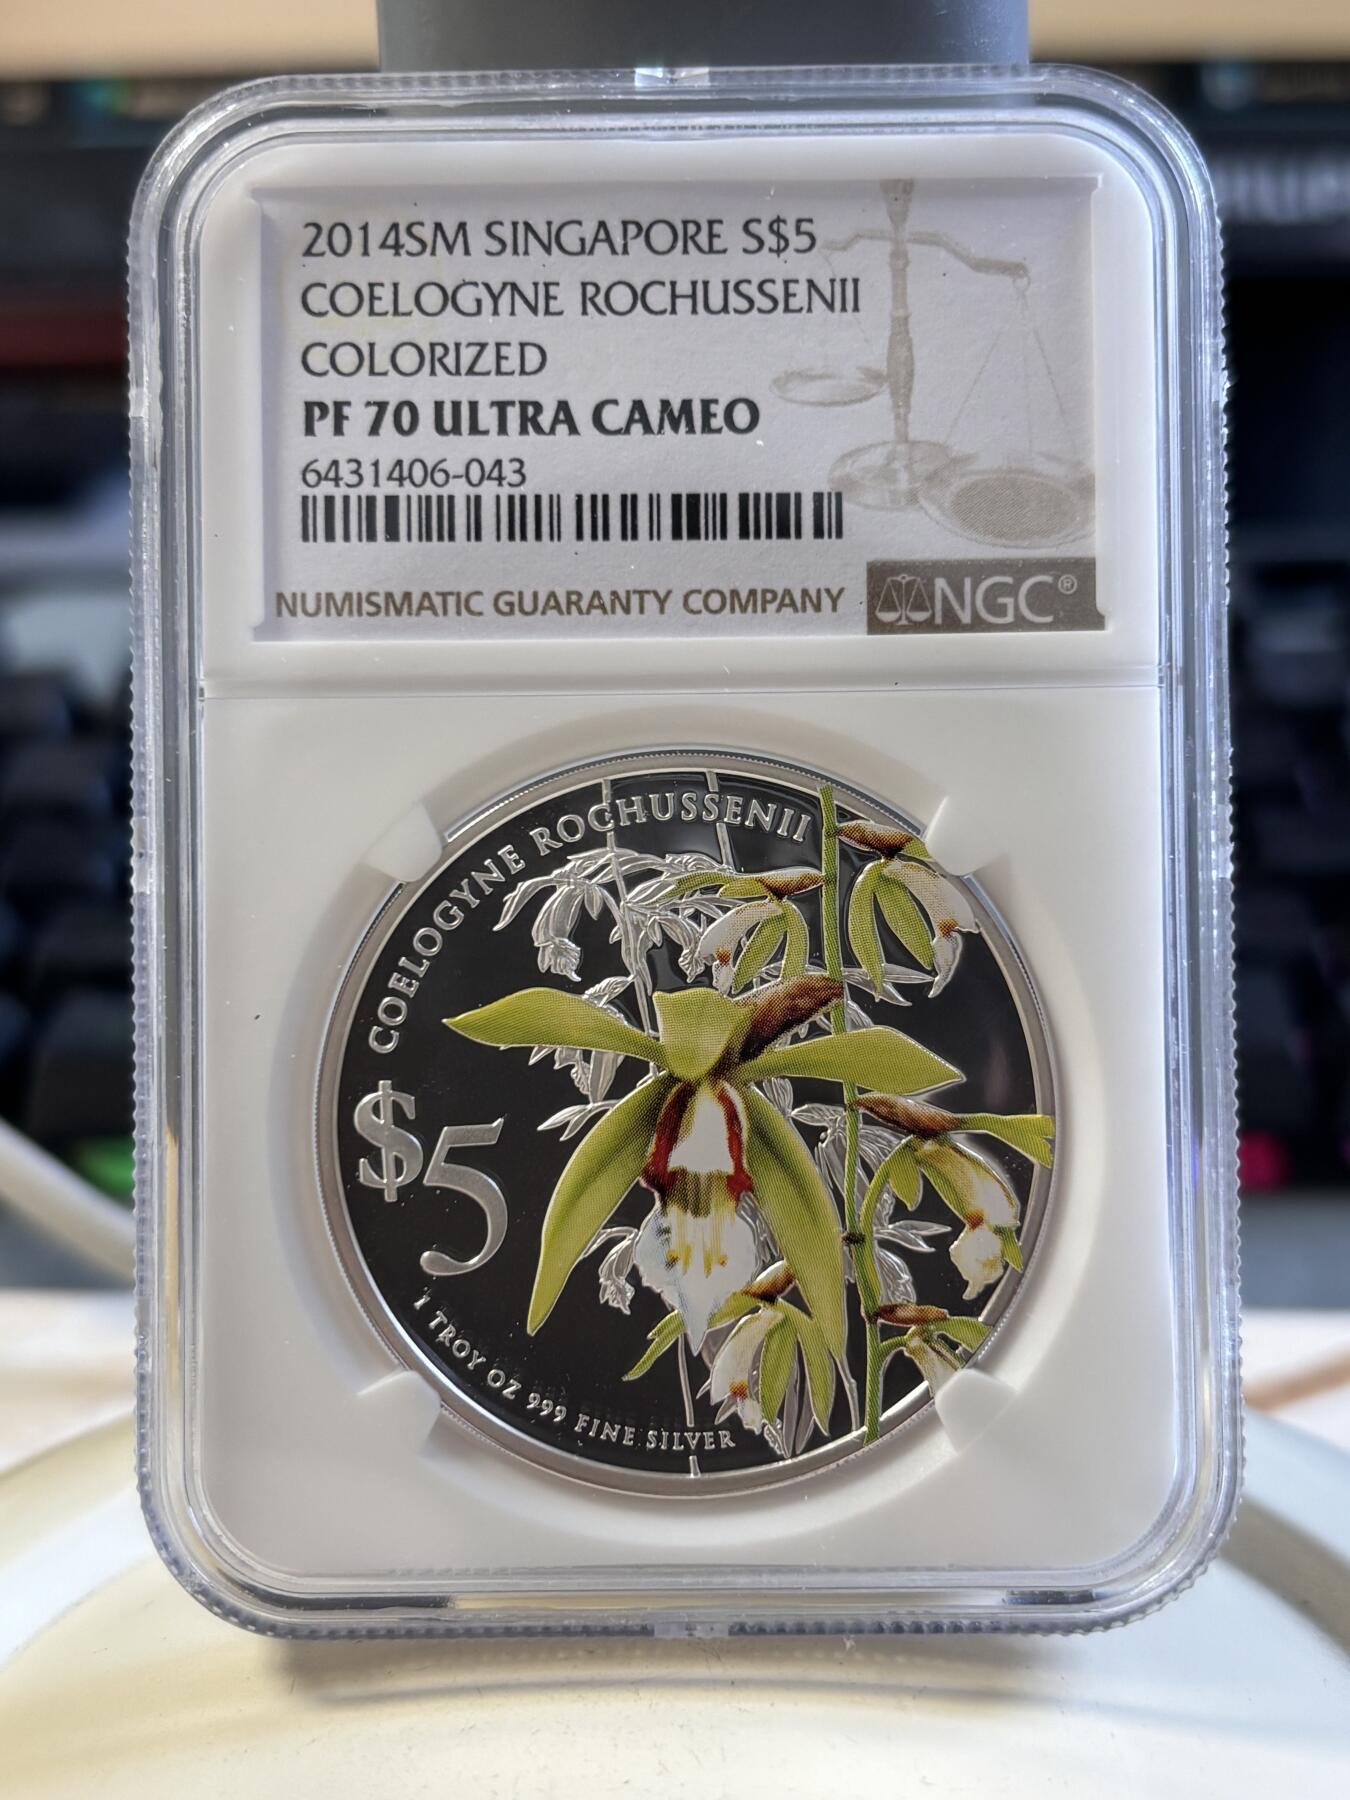 2014SM SINGAPORE S$5
COELOGYNE ROCHUSSENII
COLORIZED
PF 70 ULTRA CAMEO
6431406-043
NUMISMATIC GUARANTY COMPANY
NGC®
COELOGYNE ROCHUSSENII
$5
1 TROY OZ 999 FINE SILVER